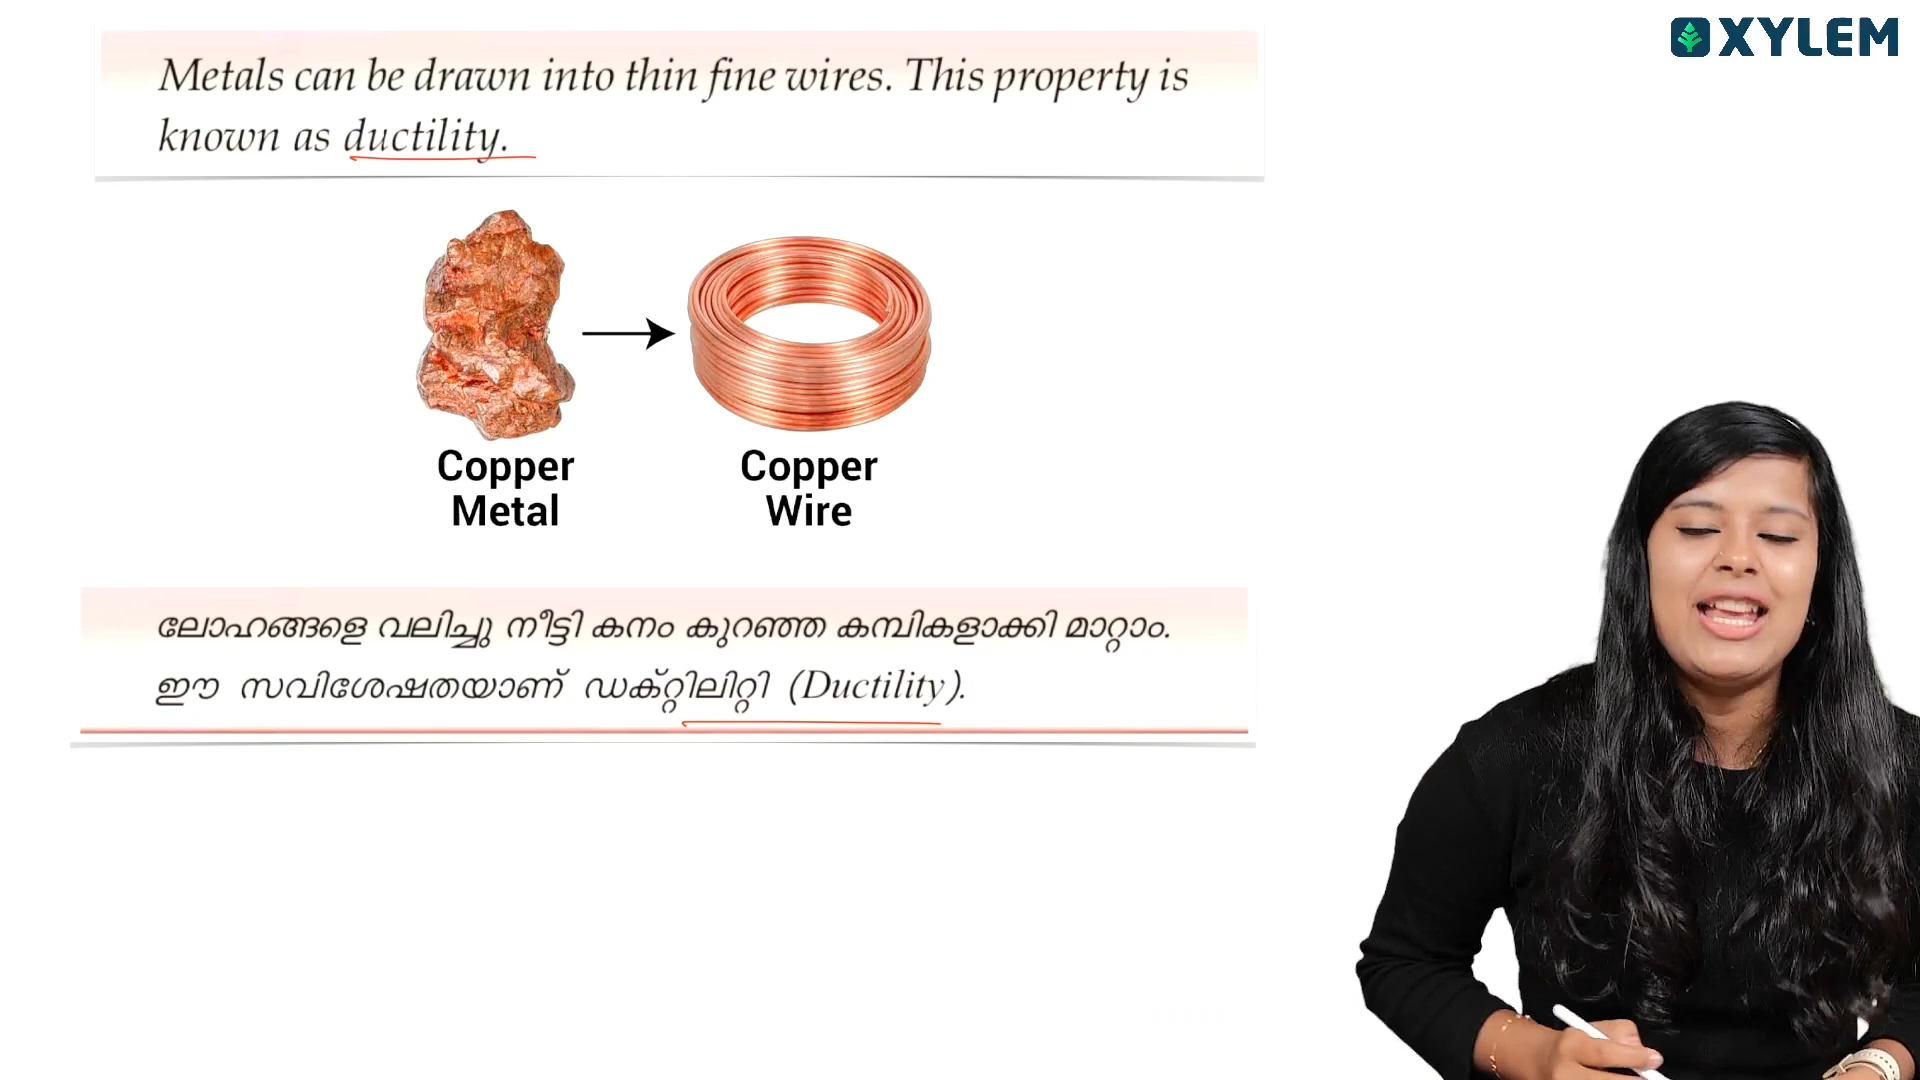 XYLEM
Metals can be drawn into thin fine wires. This property is
known as ductility.
Copper
Metal
Copper
Wire
ലോഹങ്ങളെ വലിച്ചു നീട്ടി കനം കുറഞ്ഞ കമ്പികളാക്കി മാറ്റാം.
ഈ സവിശേഷതയാണ് ഡക്റ്റിലിറ്റി (Ductility).